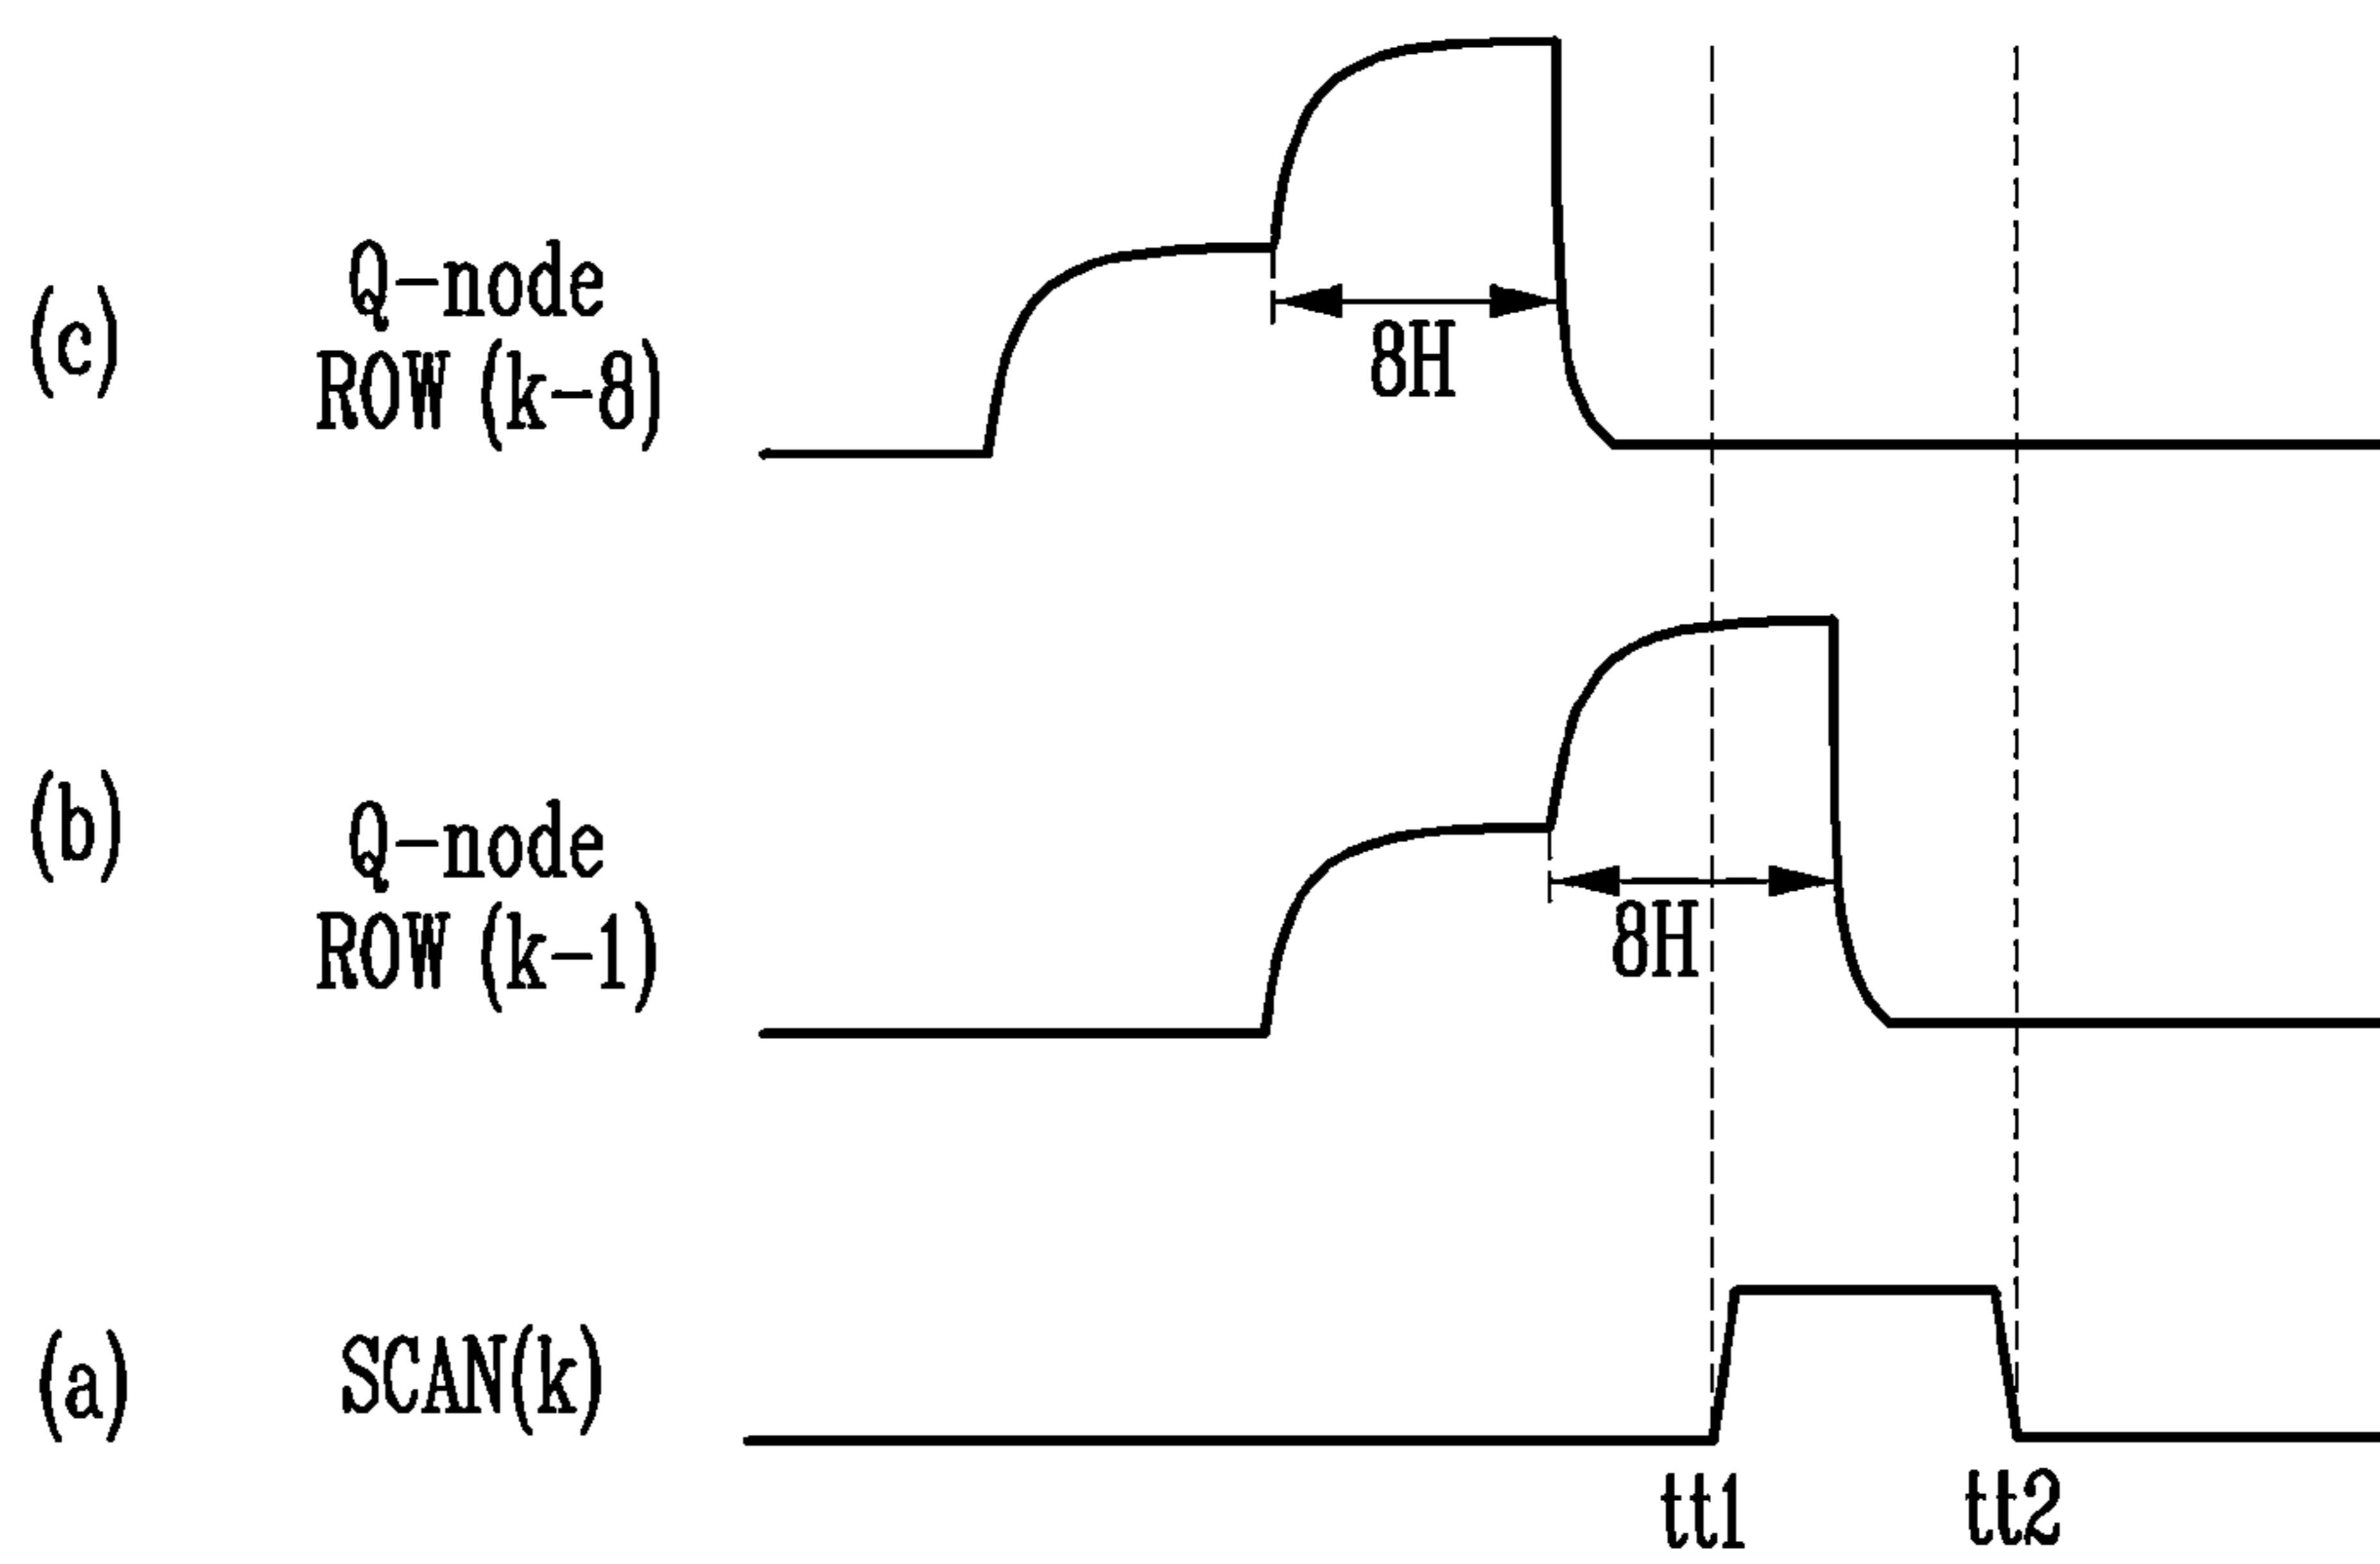 (c)
Q-node
ROW (k-8)
8H
(b)
Q-node
ROW (k-1)
8H
(a)
SCAN(k)
tt1
tt2